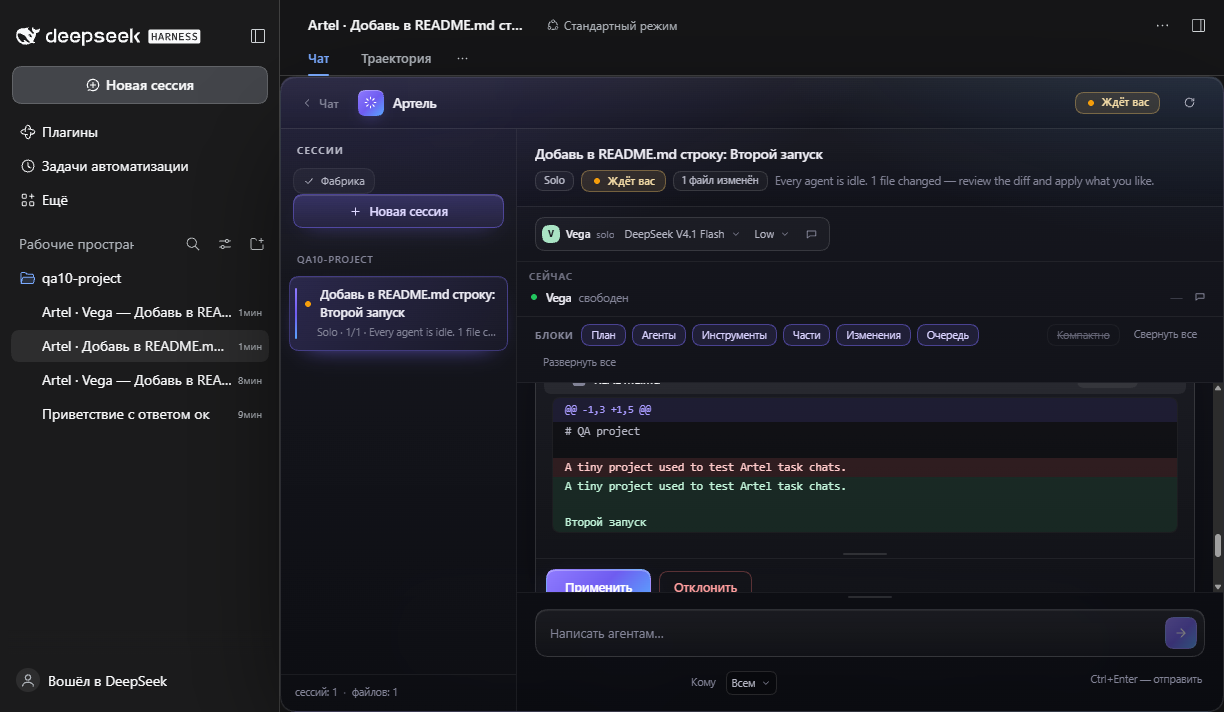 deepseek HARNESS
Новая сессия
Плагины
Задачи автоматизации
Ещё
Рабочие простран
qa10-project
Artel · Vega — Добавь в REA... 1мин
Artel · Добавь в README.m... 1мин
Artel · Vega — Добавь в REA... 8мин
Приветствие с ответом ок 9мин
Вошёл в DeepSeek
Artel · Добавь в README.md ст... Стандартный режим
Чат Траектория ...
Чат Артель Ждёт вас
СЕССИИ
Фабрика
+ Новая сессия
QA10-PROJECT
Добавь в README.md строку:
Второй запуск
Solo · 1/1 · Every agent is idle. 1 file c...
сессий: 1 · файлов: 1
Добавь в README.md строку: Второй запуск
Solo Ждёт вас 1 файл изменён Every agent is idle. 1 file changed — review the diff and apply what you like.
V Vega solo DeepSeek V4.1 Flash Low
СЕЙЧАС
Vega свободен —
БЛОКИ План Агенты Инструменты Части Изменения Очередь Компактно Свернуть все
Развернуть все
@@ -1,3 +1,5 @@
# QA project
A tiny project used to test Artel task chats.
A tiny project used to test Artel task chats.
Второй запуск
Применить Отклонить
Написать агентам...
Кому Всем Ctrl+Enter — отправить